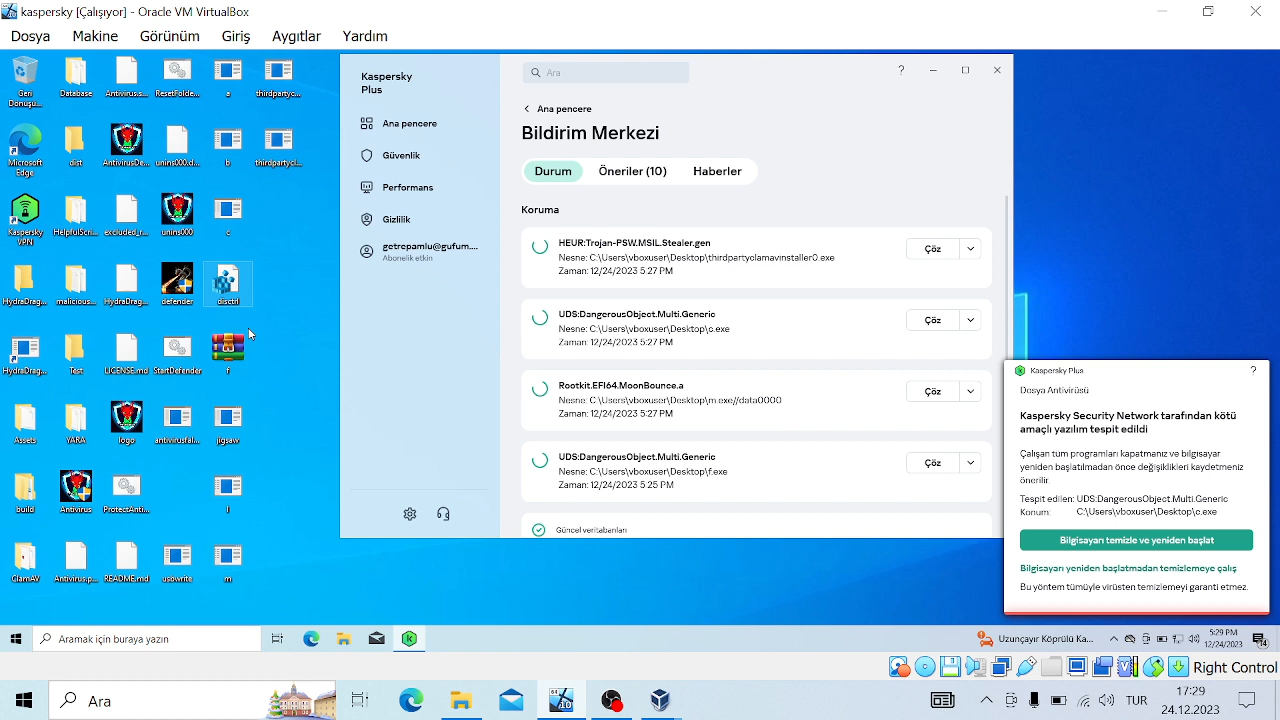 kaspersky [Çalışıyor] - Oracle VM VirtualBox
Dosya Makine Görünüm Giriş Aygıtlar Yardım
Geri Dönüşü...
Database
Antivirus.is...
ResetFolde...
a
thirdpartyc...
Microsoft Edge
dist
AntivirusDe...
unins000.d...
b
thirdpartycl...
Kaspersky VPN
HelpfulScri...
excluded_r...
unins000
c
HydraDrag...
malicious...
HydraDrag...
defender
disctrl
HydraDrag...
Test
LICENSE.md
StartDefender
f
Assets
YARA
logo
antivirusfal...
jigsaw
build
Antivirus
ProtectAnti...
l
ClamAV
Antivirus.p...
README.md
usowrite
m
Kaspersky
Plus
Ana pencere
Güvenlik
Performans
Gizlilik
getrepamlu@gufum....
Abonelik etkin
Ara
?
Ana pencere
Bildirim Merkezi
Durum Öneriler (10) Haberler
Koruma
HEUR:Trojan-PSW.MSIL.Stealer.gen
Nesne: C:\Users\vboxuser\Desktop\thirdpartyclamavinstaller0.exe
Zaman: 12/24/2023 5:27 PM
Çöz
UDS:DangerousObject.Multi.Generic
Nesne: C:\Users\vboxuser\Desktop\c.exe
Zaman: 12/24/2023 5:27 PM
Çöz
Rootkit.EFI64.MoonBounce.a
Nesne: C:\Users\vboxuser\Desktop\m.exe//data0000
Zaman: 12/24/2023 5:27 PM
Çöz
UDS:DangerousObject.Multi.Generic
Nesne: C:\Users\vboxuser\Desktop\f.exe
Zaman: 12/24/2023 5:25 PM
Çöz
Güncel veritabanları
Kaspersky Plus ?
Dosya Antivirüsü
Kaspersky Security Network tarafından kötü
amaçlı yazılım tespit edildi
Çalışan tüm programları kapatmanız ve bilgisayar
yeniden başlatılmadan önce değişiklikleri kaydetmeniz
önerilir.
Tespit edilen: UDS:DangerousObject.Multi.Generic
Konum: C:\Users\vboxuser\Desktop\c.exe
Bilgisayarı temizle ve yeniden başlat
Bilgisayarı yeniden başlatmadan temizlemeye çalış
Bu yöntem tümüyle virüsten temizlemeyi garanti etmez.
Aramak için buraya yazın
Uzunçayır Köprülü Ka...
5:29 PM
12/24/2023
4
Right Control
Ara
TUR
17:29
24.12.2023